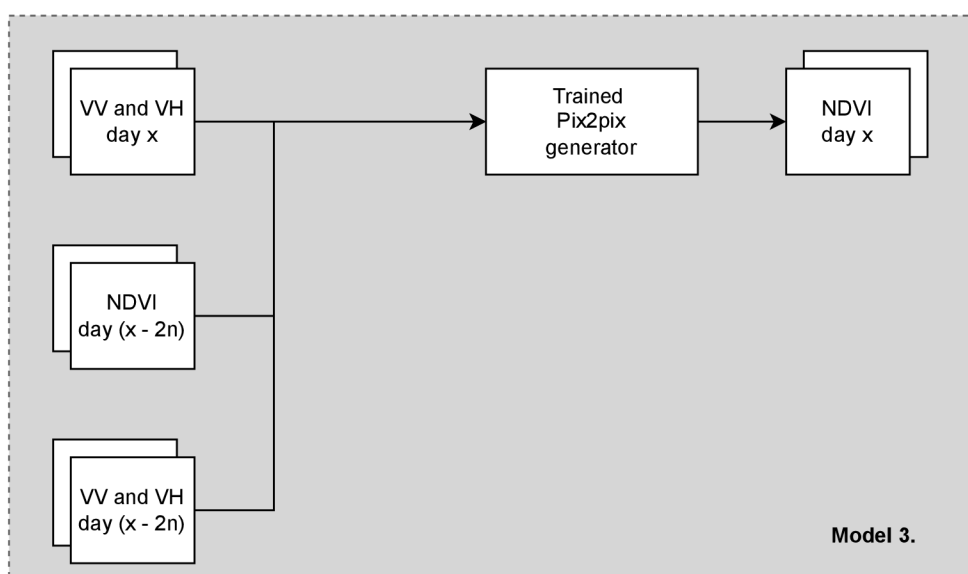 VV and VH
day x
Trained
Pix2pix
generator
NDVI
day x
NDVI
day (x - 2n)
VV and VH
day (x - 2n)
Model 3.